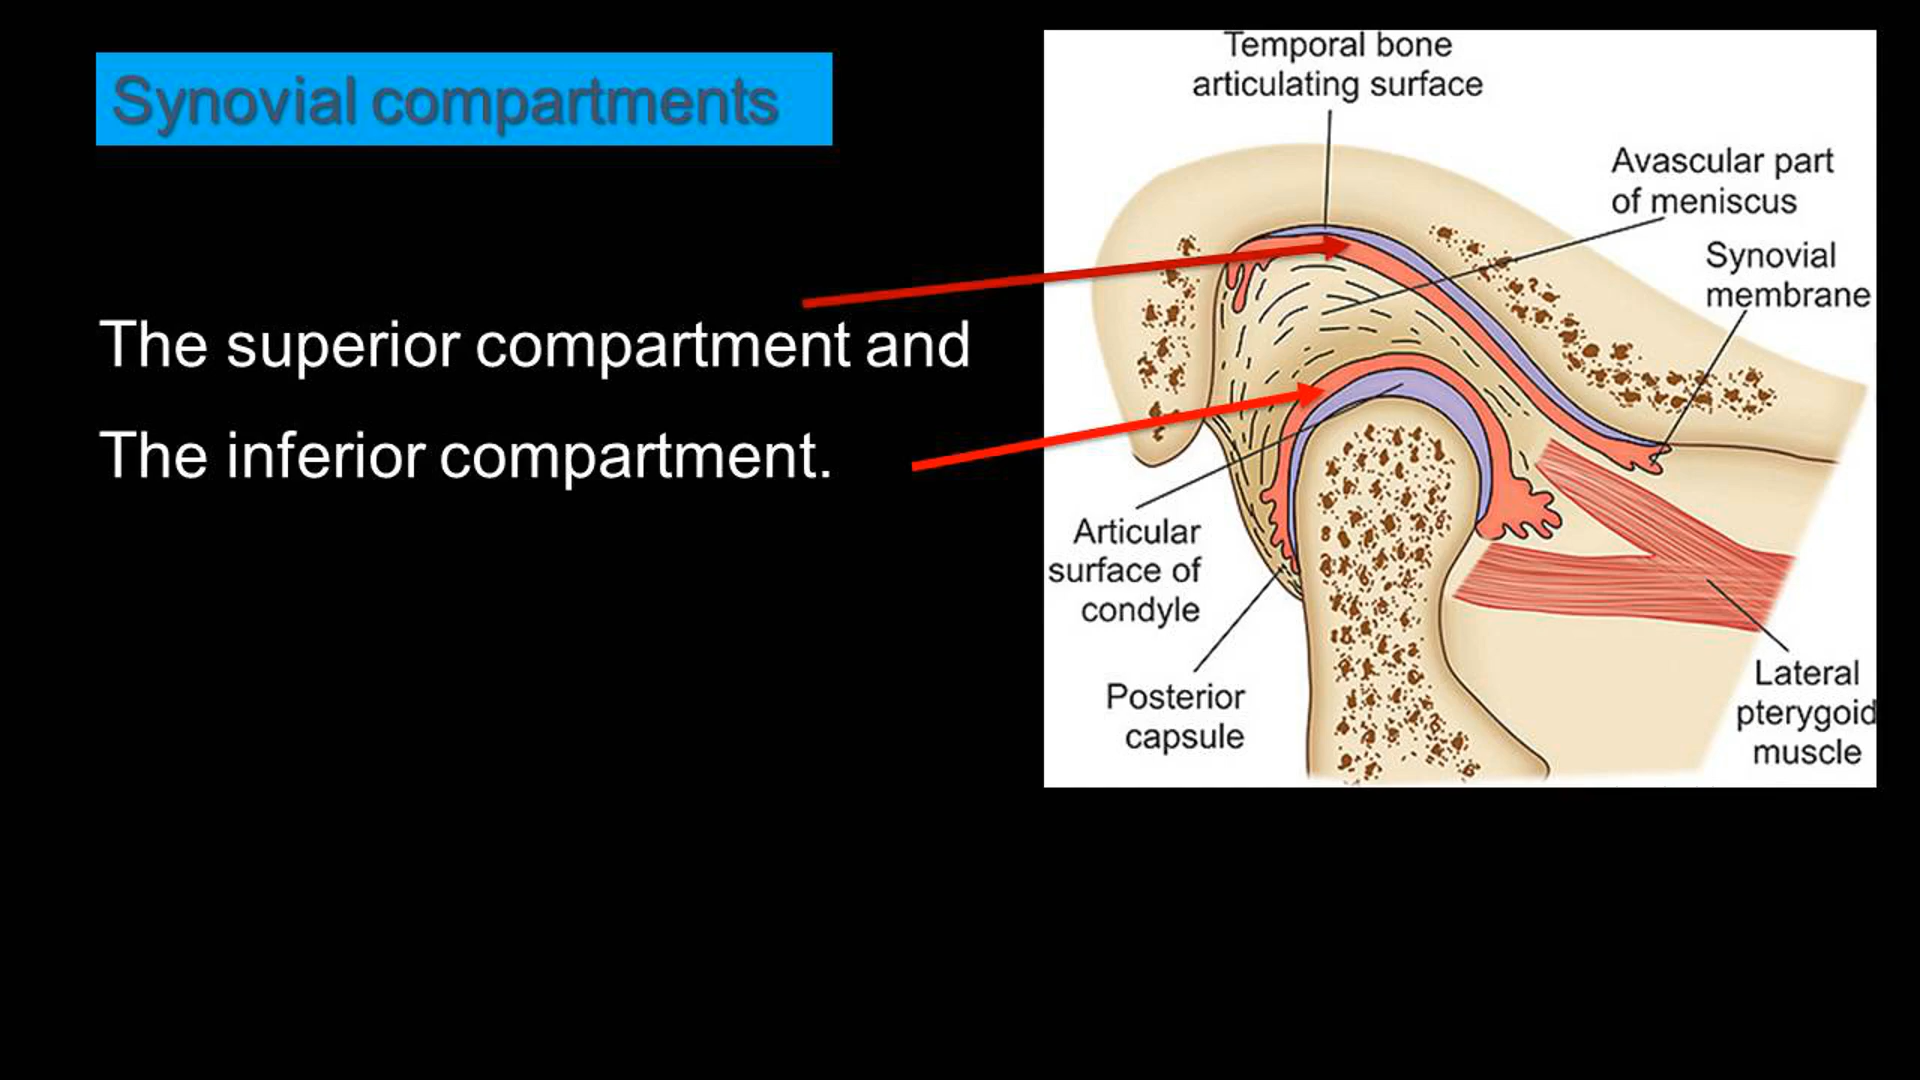 Synovial compartments
The superior compartment and
The inferior compartment.
Temporal bone
articulating surface
Avascular part
of meniscus
Synovial
membrane
Articular
surface of
condyle
Posterior
capsule
Lateral
pterygoid
muscle